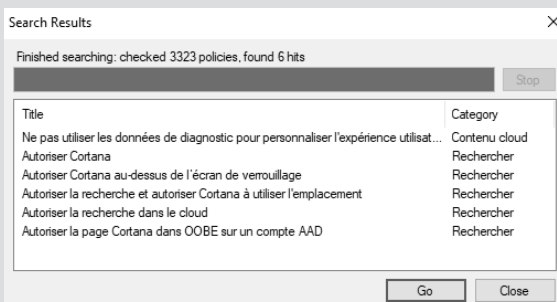 Search Results
Finished searching: checked 3323 policies, found 6 hits
Stop
Title Category
Ne pas utiliser les données de diagnostic pour personnaliser l'expérience utilisat... Contenu cloud
Autoriser Cortana Rechercher
Autoriser Cortana au-dessus de l'écran de verrouillage Rechercher
Autoriser la recherche et autoriser Cortana à utiliser l'emplacement Rechercher
Autoriser la recherche dans le cloud Rechercher
Autoriser la page Cortana dans OOBE sur un compte AAD Rechercher
Go Close